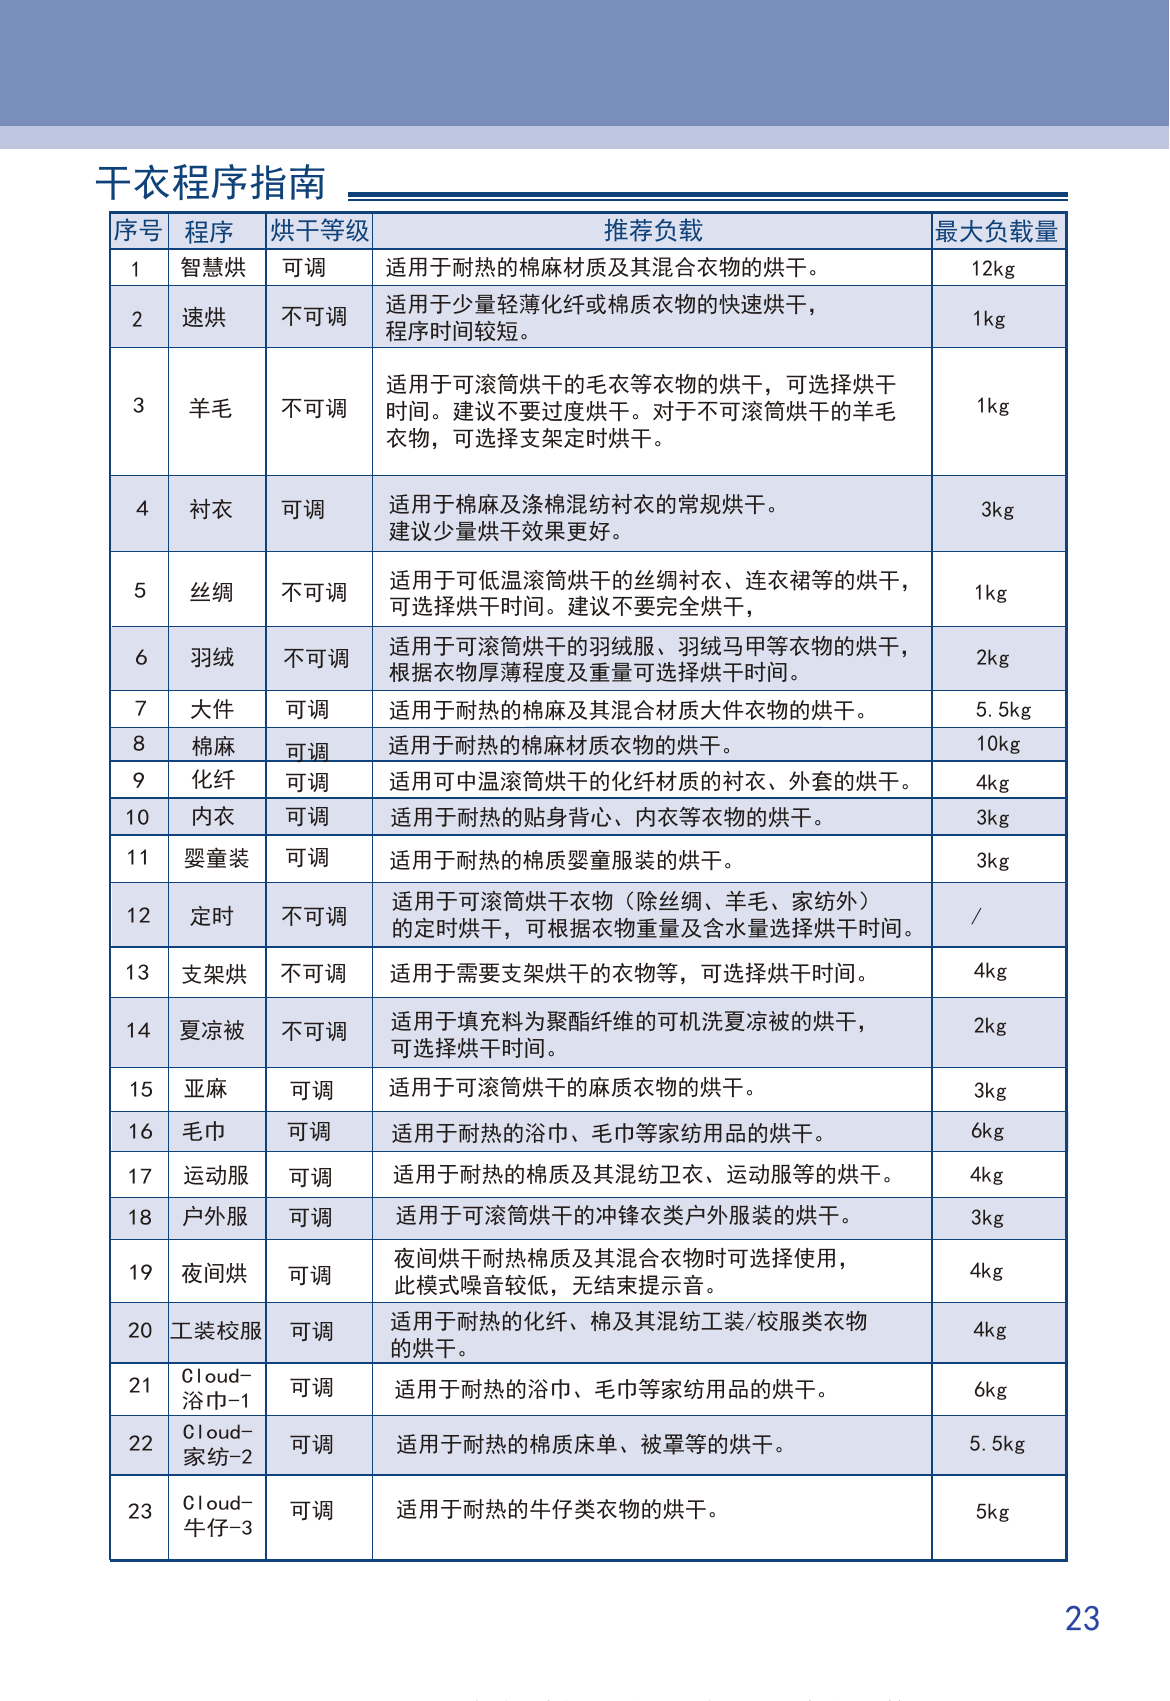 干衣程序指南
序号 程序 烘干等级 推荐负载 最大负载量
1 智慧烘 可调 适用于耐热的棉麻材质及其混合衣物的烘干。 12kg
2 速烘 不可调 适用于少量轻薄化纤或棉质衣物的快速烘干， 1kg
程序时间较短。
3 羊毛 不可调 适用于可滚筒烘干的毛衣等衣物的烘干，可选择烘干 1kg
时间。建议不要过度烘干。对于不可滚筒烘干的羊毛
衣物，可选择支架定时烘干。
4 衬衣 可调 适用于棉麻及涤棉混纺衬衣的常规烘干。 3kg
建议少量烘干效果更好。
5 丝绸 不可调 适用于可低温滚筒烘干的丝绸衬衣、连衣裙等的烘干， 1kg
可选择烘干时间。建议不要完全烘干，
6 羽绒 不可调 适用于可滚筒烘干的羽绒服、羽绒马甲等衣物的烘干， 2kg
根据衣物厚薄程度及重量可选择烘干时间。
7 大件 可调 适用于耐热的棉麻及其混合材质大件衣物的烘干。 5.5kg
8 棉麻 可调 适用于耐热的棉麻材质衣物的烘干。 10kg
9 化纤 可调 适用可中温滚筒烘干的化纤材质的衬衣、外套的烘干。 4kg
10 内衣 可调 适用于耐热的贴身背心、内衣等衣物的烘干。 3kg
11 婴童装 可调 适用于耐热的棉质婴童服装的烘干。 3kg
12 定时 不可调 适用于可滚筒烘干衣物（除丝绸、羊毛、家纺外） /
的定时烘干，可根据衣物重量及含水量选择烘干时间。
13 支架烘 不可调 适用于需要支架烘干的衣物等，可选择烘干时间。 4kg
14 夏凉被 不可调 适用于填充料为聚酯纤维的可机洗夏凉被的烘干， 2kg
可选择烘干时间。
15 亚麻 可调 适用于可滚筒烘干的麻质衣物的烘干。 3kg
16 毛巾 可调 适用于耐热的浴巾、毛巾等家纺用品的烘干。 6kg
17 运动服 可调 适用于耐热的棉质及其混纺卫衣、运动服等的烘干。 4kg
18 户外服 可调 适用于可滚筒烘干的冲锋衣类户外服装的烘干。 3kg
19 夜间烘 可调 夜间烘干耐热棉质及其混合衣物时可选择使用， 4kg
此模式噪音较低，无结束提示音。
20 工装校服 可调 适用于耐热的化纤、棉及其混纺工装/校服类衣物 4kg
的烘干。
21 Cloud- 可调 适用于耐热的浴巾、毛巾等家纺用品的烘干。 6kg
浴巾-1
22 Cloud- 可调 适用于耐热的棉质床单、被罩等的烘干。 5.5kg
家纺-2
23 Cloud- 可调 适用于耐热的牛仔类衣物的烘干。 5kg
牛仔-3
23